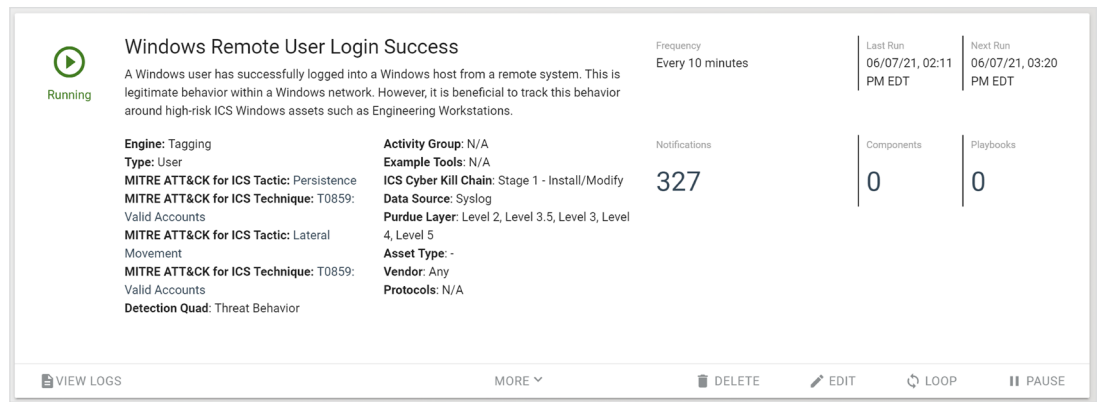 Windows Remote User Login Success
A Windows user has successfully logged into a Windows host from a remote system. This is
legitimate behavior within a Windows network. However, it is beneficial to track this behavior
around high-risk ICS Windows assets such as Engineering Workstations.
Running
Engine: Tagging
Type: User
MITRE ATT&CK for ICS Tactic: Persistence
MITRE ATT&CK for ICS Technique: T0859:
Valid Accounts
MITRE ATT&CK for ICS Tactic: Lateral
Movement
MITRE ATT&CK for ICS Technique: T0859:
Valid Accounts
Detection Quad: Threat Behavior
Activity Group: N/A
Example Tools: N/A
ICS Cyber Kill Chain: Stage 1 - Install/Modify
Data Source: Syslog
Purdue Layer: Level 2, Level 3.5, Level 3, Level
4, Level 5
Asset Type: -
Vendor: Any
Protocols: N/A
Frequency
Every 10 minutes
Last Run
06/07/21, 02:11
PM EDT
Next Run
06/07/21, 03:20
PM EDT
Notifications
327
Components
0
Playbooks
0
VIEW LOGS
MORE
DELETE
EDIT
LOOP
PAUSE